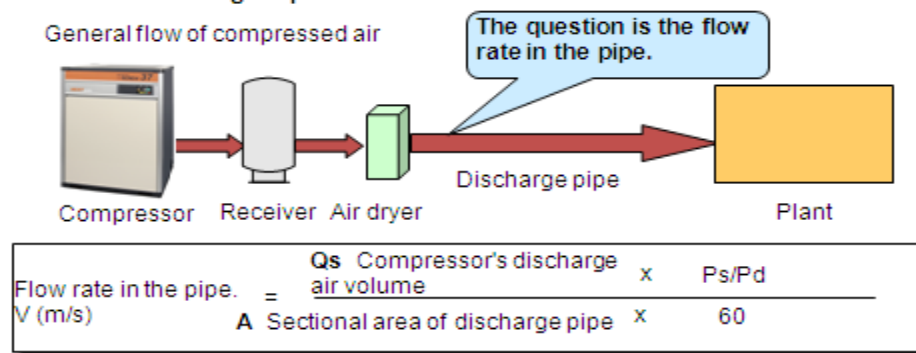 General flow of compressed air
The question is the flow
rate in the pipe.
37
Discharge pipe
Compressor
Receiver
Air dryer
Plant
Qs Compressor's discharge
air volume
x
Ps/Pd
Flow rate in the pipe.
V (m/s)
=
A Sectional area of discharge pipe
x
60